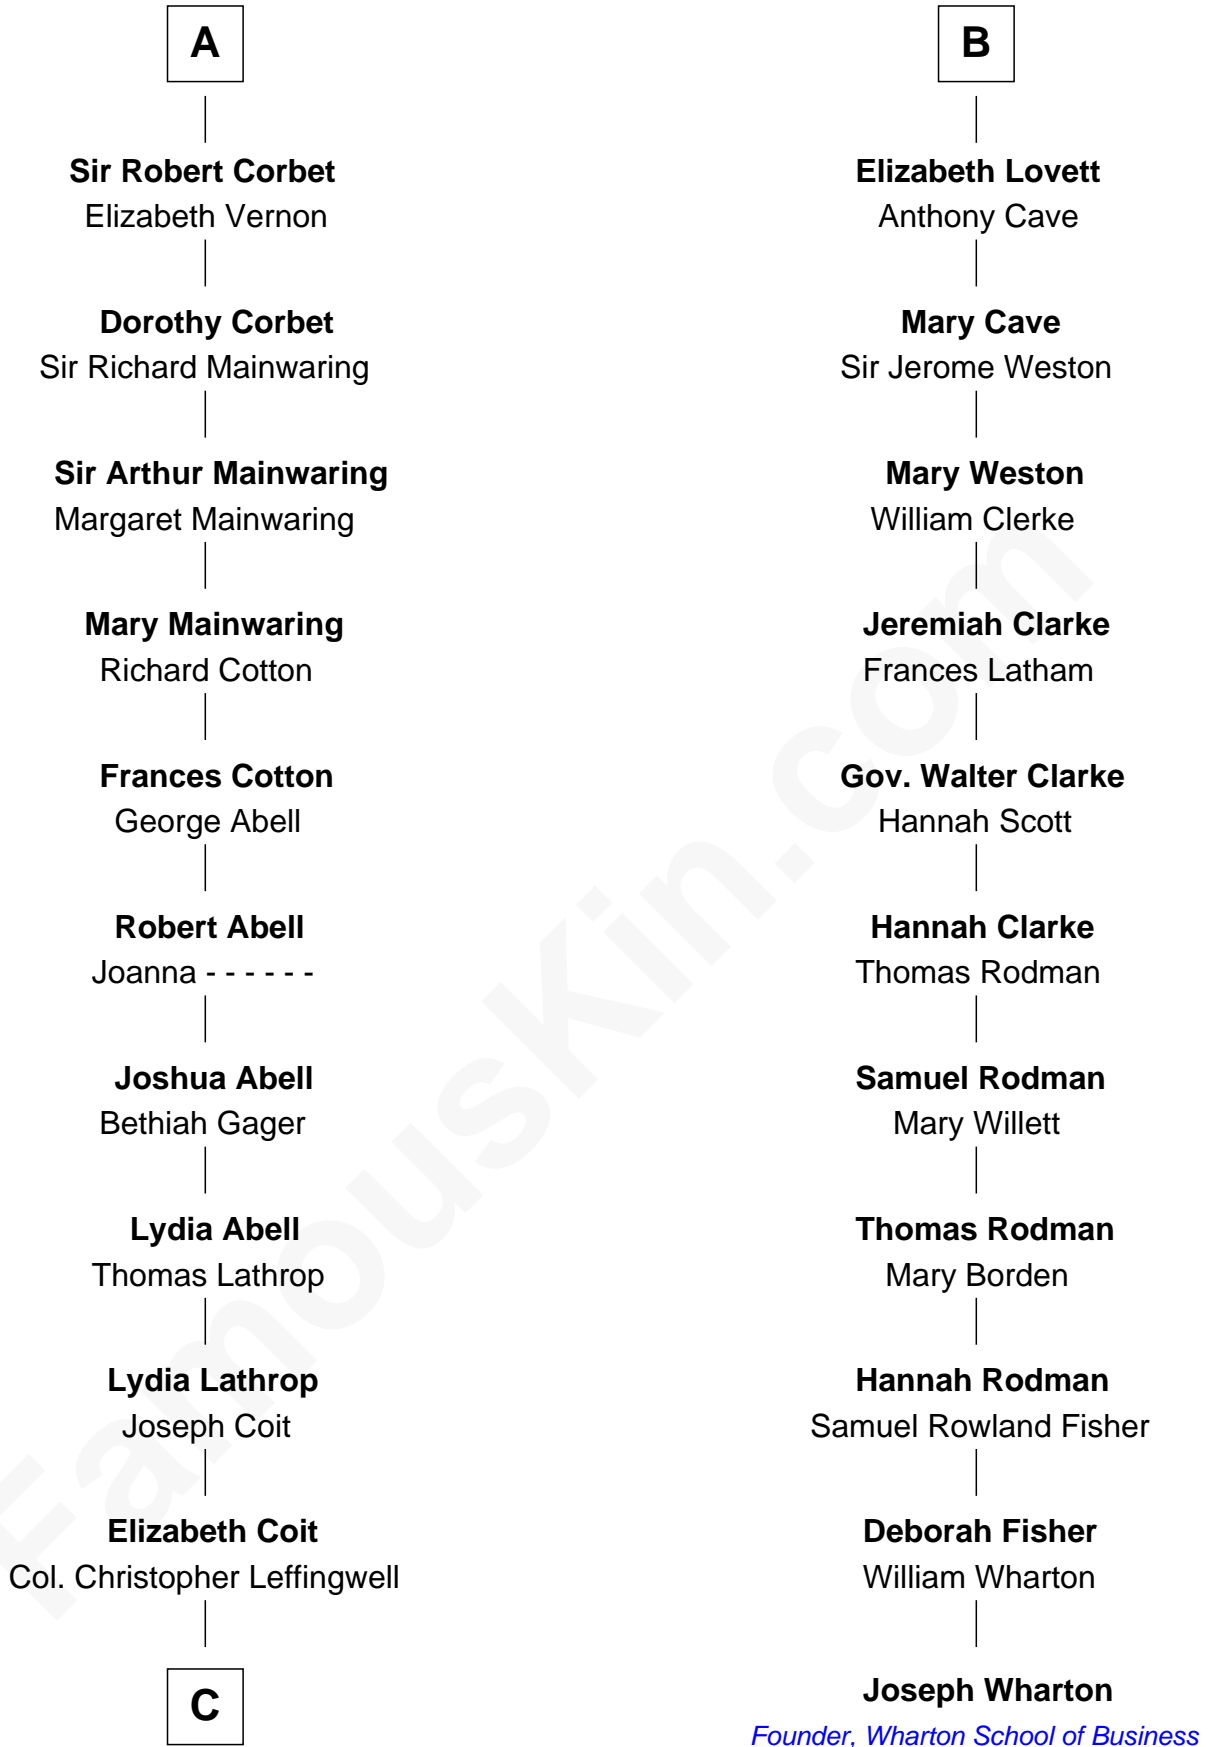 A
Sir Robert Corbet
Elizabeth Vernon
Dorothy Corbet
Sir Richard Mainwaring
Sir Arthur Mainwaring
Margaret Mainwaring
Mary Mainwaring
Richard Cotton
Frances Cotton
George Abell
Robert Abell
Joanna - - - - - -
Joshua Abell
Bethiah Gager
Lydia Abell
Thomas Lathrop
Lydia Lathrop
Joseph Coit
Elizabeth Coit
Col. Christopher Leffingwell
C
B
Elizabeth Lovett
Anthony Cave
Mary Cave
Sir Jerome Weston
Mary Weston
William Clerke
Jeremiah Clarke
Frances Latham
Gov. Walter Clarke
Hannah Scott
Hannah Clarke
Thomas Rodman
Samuel Rodman
Mary Willett
Thomas Rodman
Mary Borden
Hannah Rodman
Samuel Rowland Fisher
Deborah Fisher
William Wharton
Joseph Wharton
Founder, Wharton School of Business
FamousKin.com